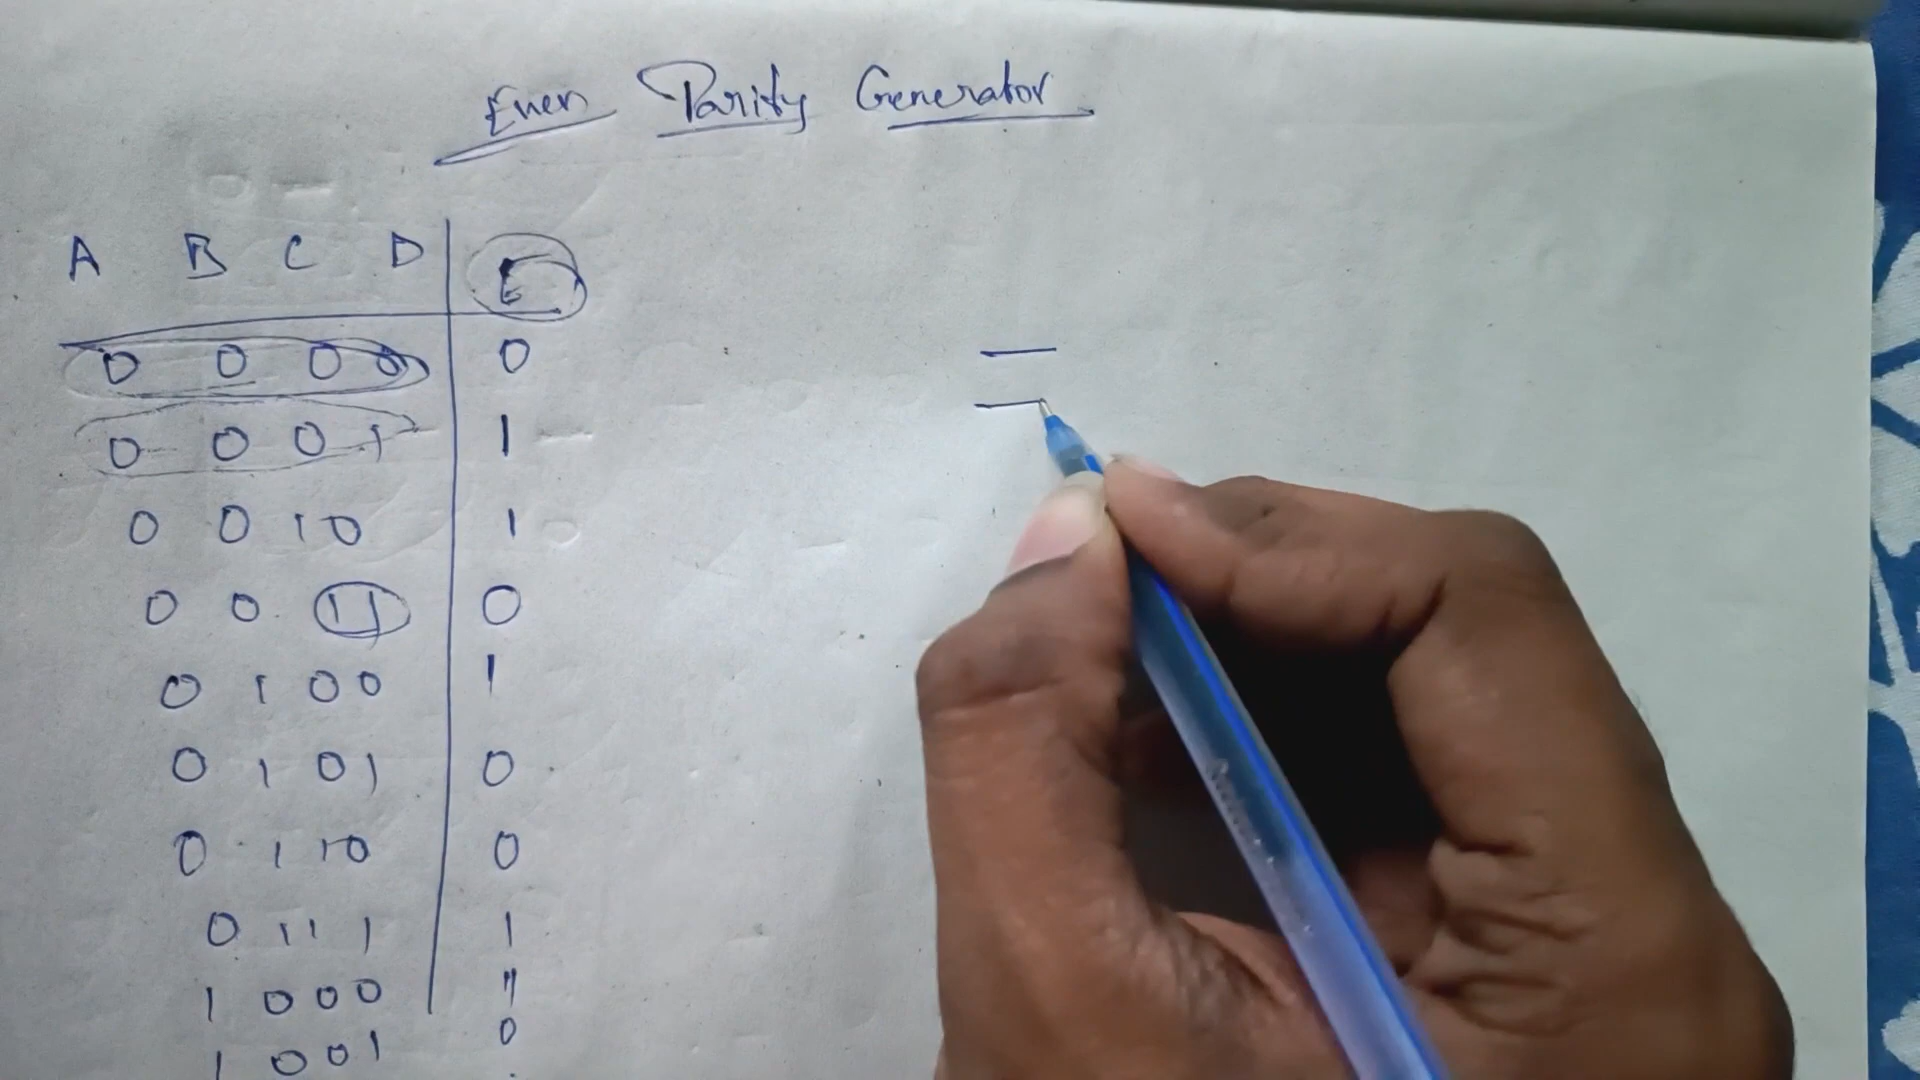 Even Parity Generator
A B C D E
0 0 0 0 0
0 0 0 1 1
0 0 1 0 1
0 0 1 1 0
0 1 0 0 1
0 1 0 1 0
0 1 1 0 0
0 1 1 1 1
1 0 0 0 1
1 0 0 1 0